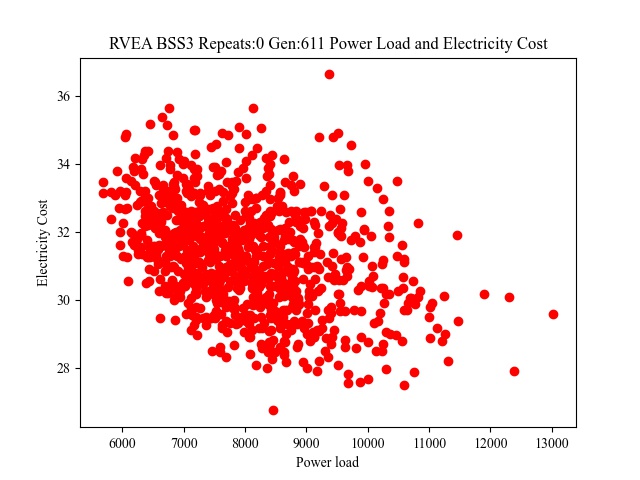 RVEA BSS3 Repeats:0 Gen:611 Power Load and Electricity Cost
36
34
32
30
28
Electricity Cost
6000 7000 8000 9000 10000 11000 12000 13000
Power load